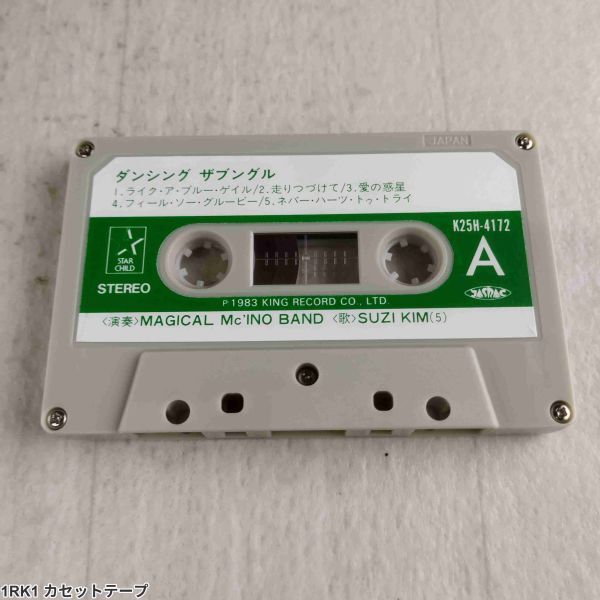 JAPAN
ダンシング ザブングル
1.ライク・ア・ブルー・ゲイル/2.走りつづけて/3.愛の惑星
4.フィール・ソー・グルービー/5.ネバー・ハーツ・トゥ・トライ
K25H-4172
STAR
CHILD
A
STEREO
JASRAC
P1983 KING RECORD CO., LTD.
〈演奏〉MAGICAL Mc'INO BAND 〈歌〉SUZI KIM(5)
1RK1 カセットテープ